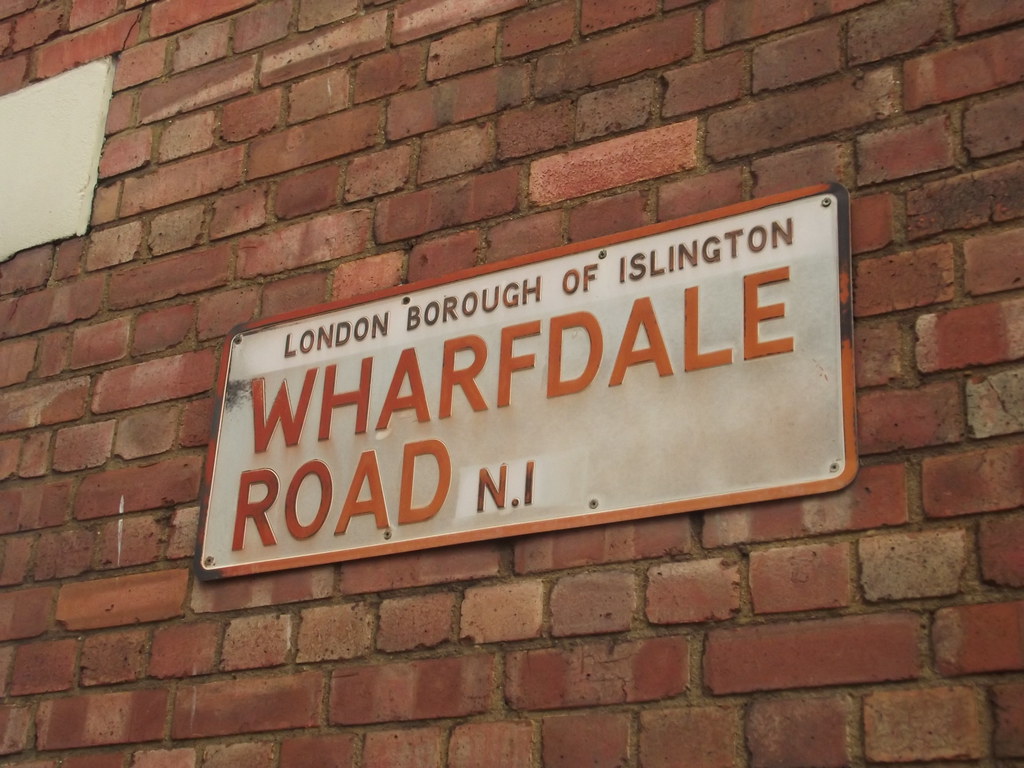 LONDON BOROUGH OF ISLINGTON
WHARFDALE
ROAD N.1